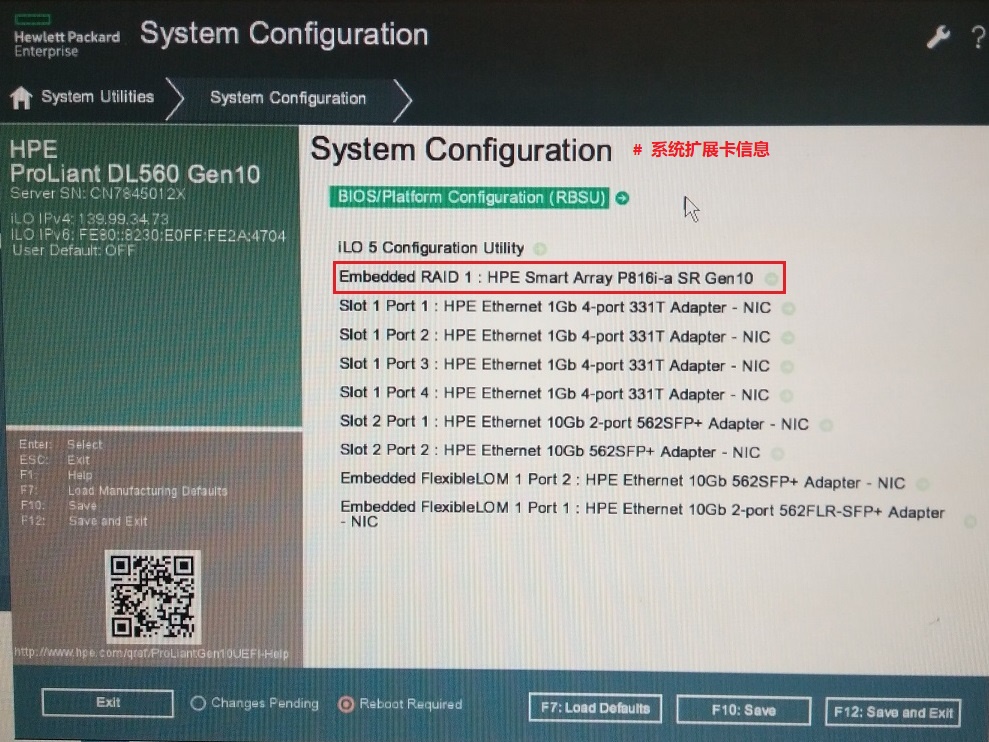 Hewlett Packard
Enterprise
System Configuration
?
System Utilities
System Configuration
HPE
ProLiant DL560 Gen10
Server SN: CN7845012X
iLO IPv4: 139.99.34.73
iLO IPv6: FE80::8230:E0FF:FE2A:4704
User Default: OFF
Enter: Select
ESC: Exit
F1: Help
F7: Load Manufacturing Defaults
F10: Save
F12: Save and Exit
http://www.hpe.com/qref/ProLiantGen10UEFI-Help
System Configuration # 系统扩展卡信息
BIOS/Platform Configuration (RBSU)
iLO 5 Configuration Utility
Embedded RAID 1 : HPE Smart Array P816i-a SR Gen10
Slot 1 Port 1 : HPE Ethernet 1Gb 4-port 331T Adapter - NIC
Slot 1 Port 2 : HPE Ethernet 1Gb 4-port 331T Adapter - NIC
Slot 1 Port 3 : HPE Ethernet 1Gb 4-port 331T Adapter - NIC
Slot 1 Port 4 : HPE Ethernet 1Gb 4-port 331T Adapter - NIC
Slot 2 Port 1 : HPE Ethernet 10Gb 2-port 562SFP+ Adapter - NIC
Slot 2 Port 2 : HPE Ethernet 10Gb 562SFP+ Adapter - NIC
Embedded FlexibleLOM 1 Port 2 : HPE Ethernet 10Gb 562SFP+ Adapter - NIC
Embedded FlexibleLOM 1 Port 1 : HPE Ethernet 10Gb 2-port 562FLR-SFP+ Adapter
- NIC
Exit
Changes Pending
Reboot Required
F7: Load Defaults
F10: Save
F12: Save and Exit